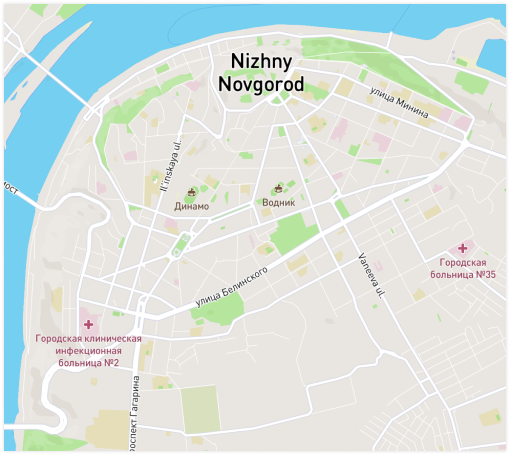 Nizhny
Novgorod
улица Минина
Il'inskaya ul.
мост
Динамо
Водник
Городская
больница №35
Vaneeva ul.
улица Белинского
Городская клиническая
инфекционная
больница №2
роспект Гагарина